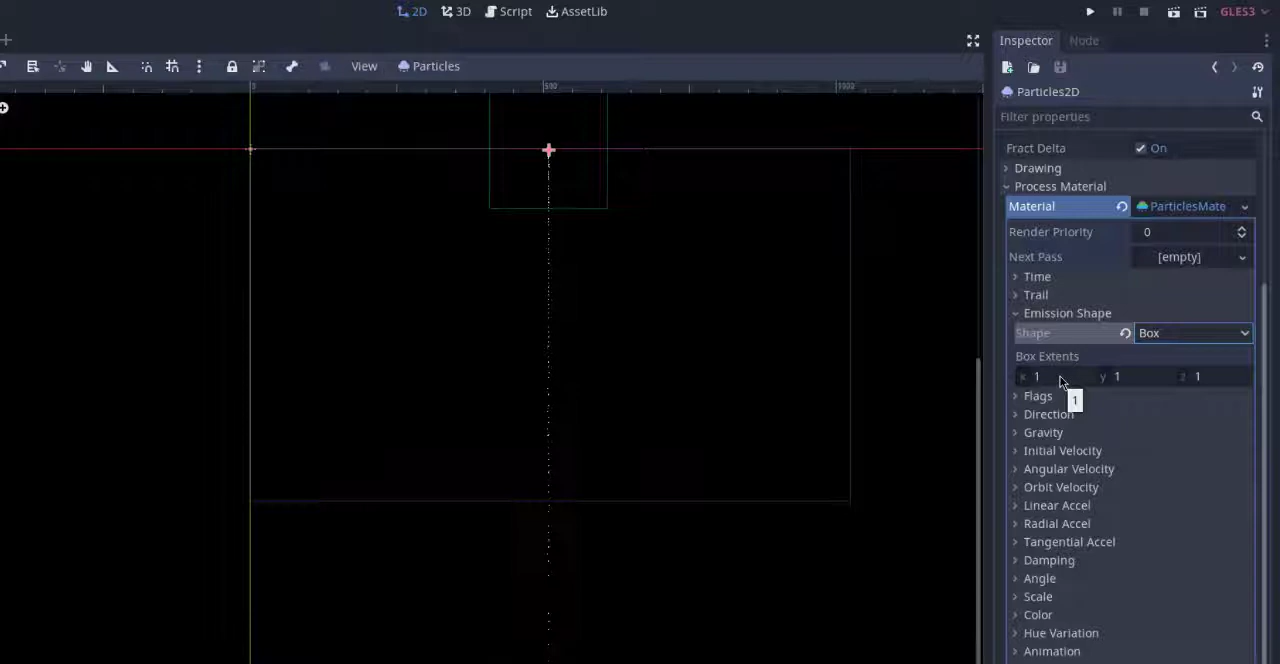 2D 3D Script AssetLib GLES3
Inspector Node
View Particles
0 500 1000
Particles2D
Filter properties
Fract Delta On
Drawing
Process Material
Material ParticlesMate
Render Priority 0
Next Pass [empty]
Time
Trail
Emission Shape
Shape Box
Box Extents
x 1 y 1 z 1
1
Flags
Direction
Gravity
Initial Velocity
Angular Velocity
Orbit Velocity
Linear Accel
Radial Accel
Tangential Accel
Damping
Angle
Scale
Color
Hue Variation
Animation